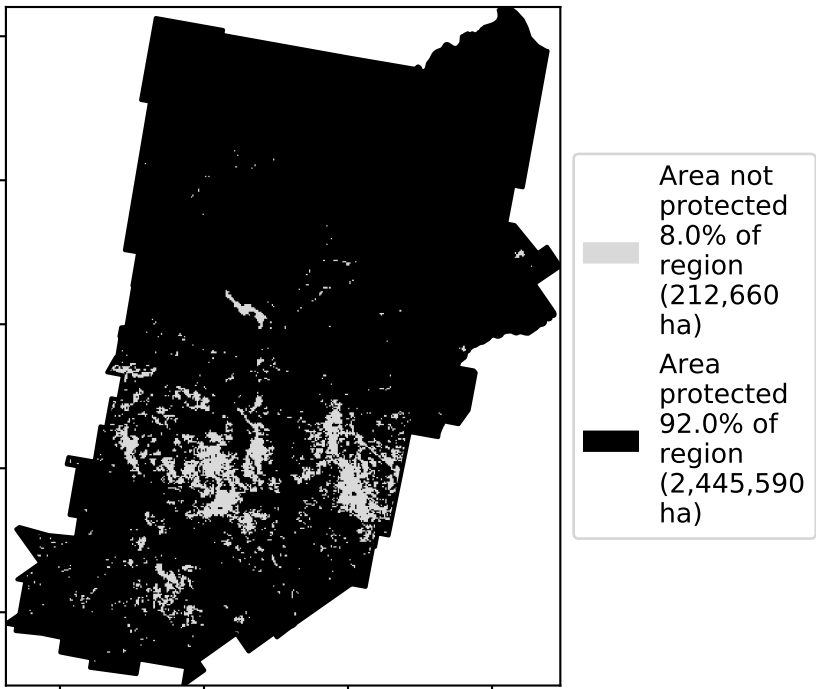 Area not
protected
8.0% of
region
(212,660
ha)
Area
protected
92.0% of
region
(2,445,590
ha)